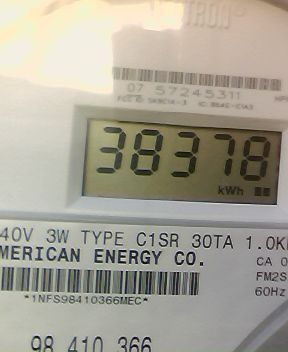 TRON®
07 57245311
38378
kWh
40V 3W TYPE C1SR 30TA 1.0K
MERICAN ENERGY CO.
CA 0
FM2S
60Hz
*1NFS98410366MEC*
98 410 366